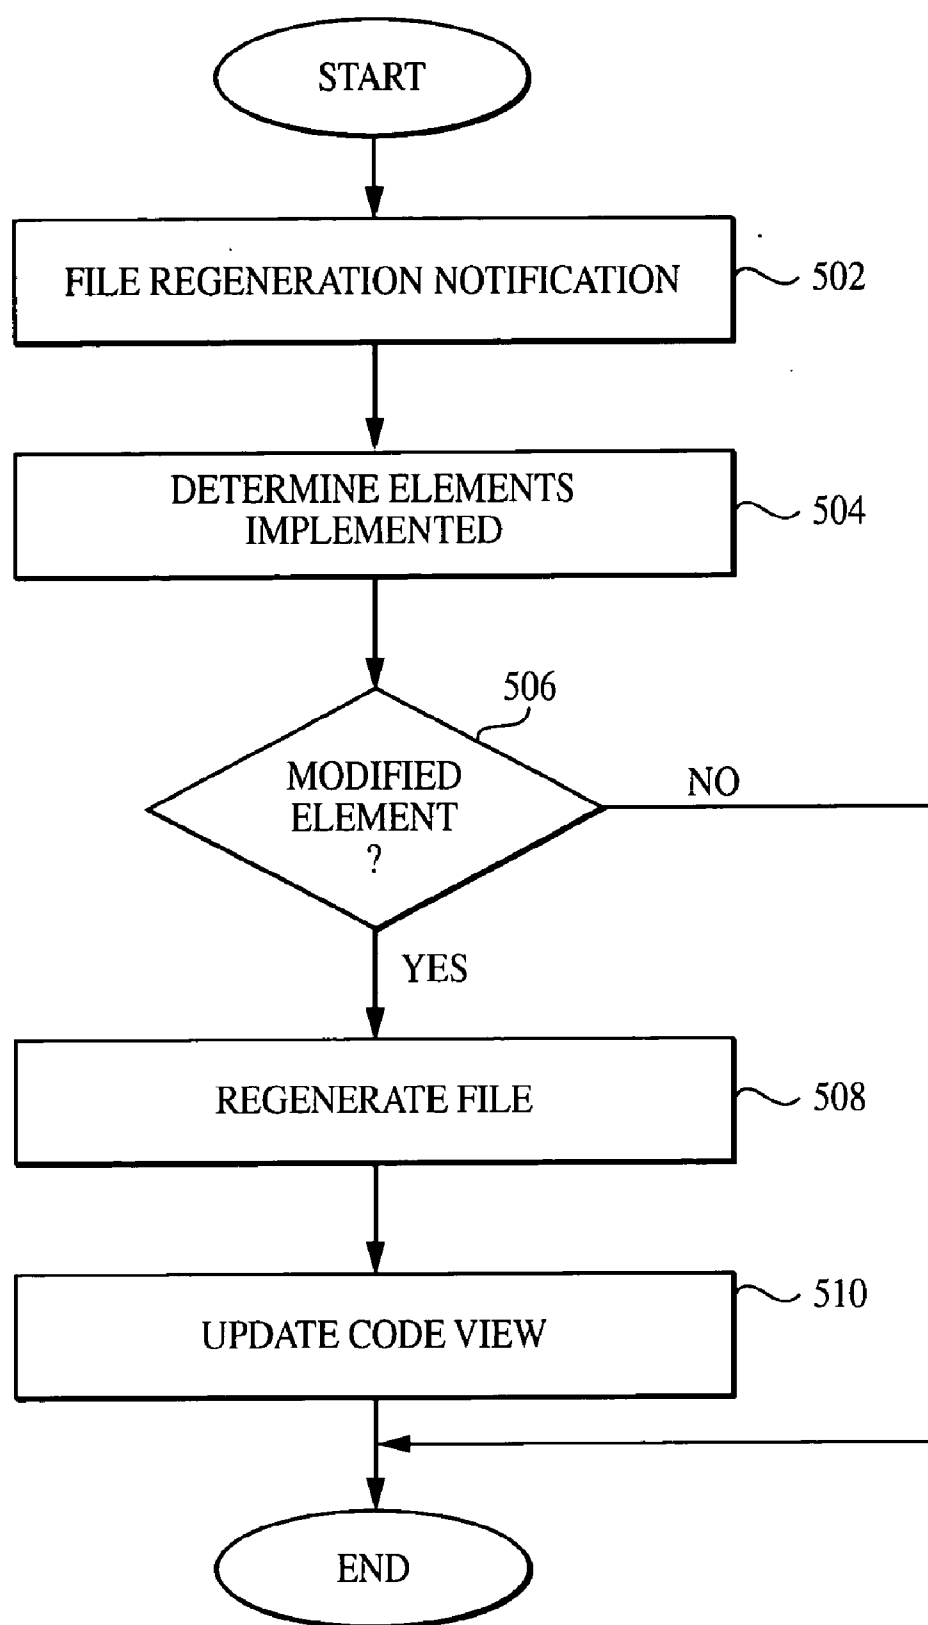 START
FILE REGENERATION NOTIFICATION
502
DETERMINE ELEMENTS
IMPLEMENTED
504
506
MODIFIED
ELEMENT
?
NO
YES
REGENERATE FILE
508
UPDATE CODE VIEW
510
END